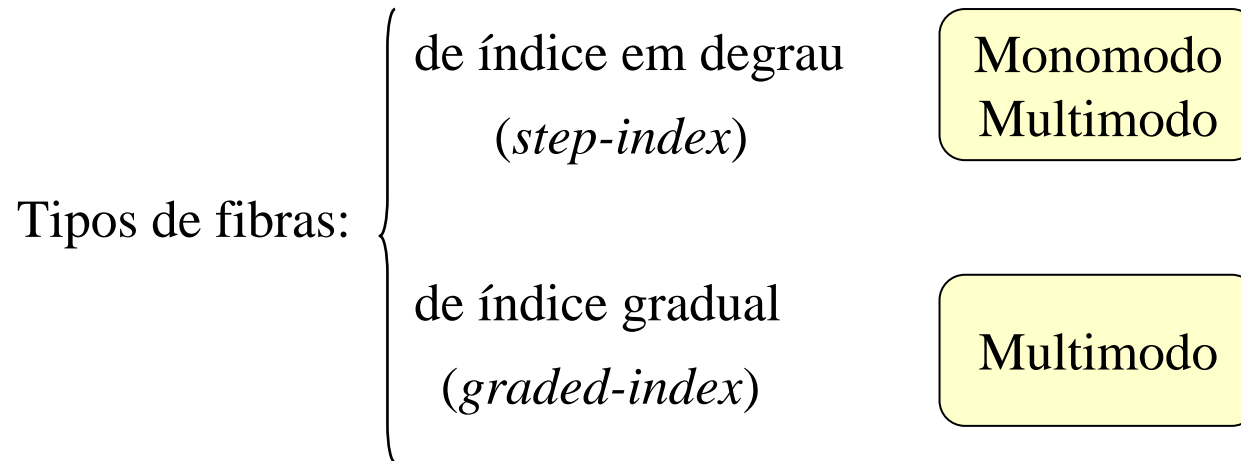 Tipos de fibras:
de índice em degrau
(step-index)
Monomodo
Multimodo
de índice gradual
(graded-index)
Multimodo